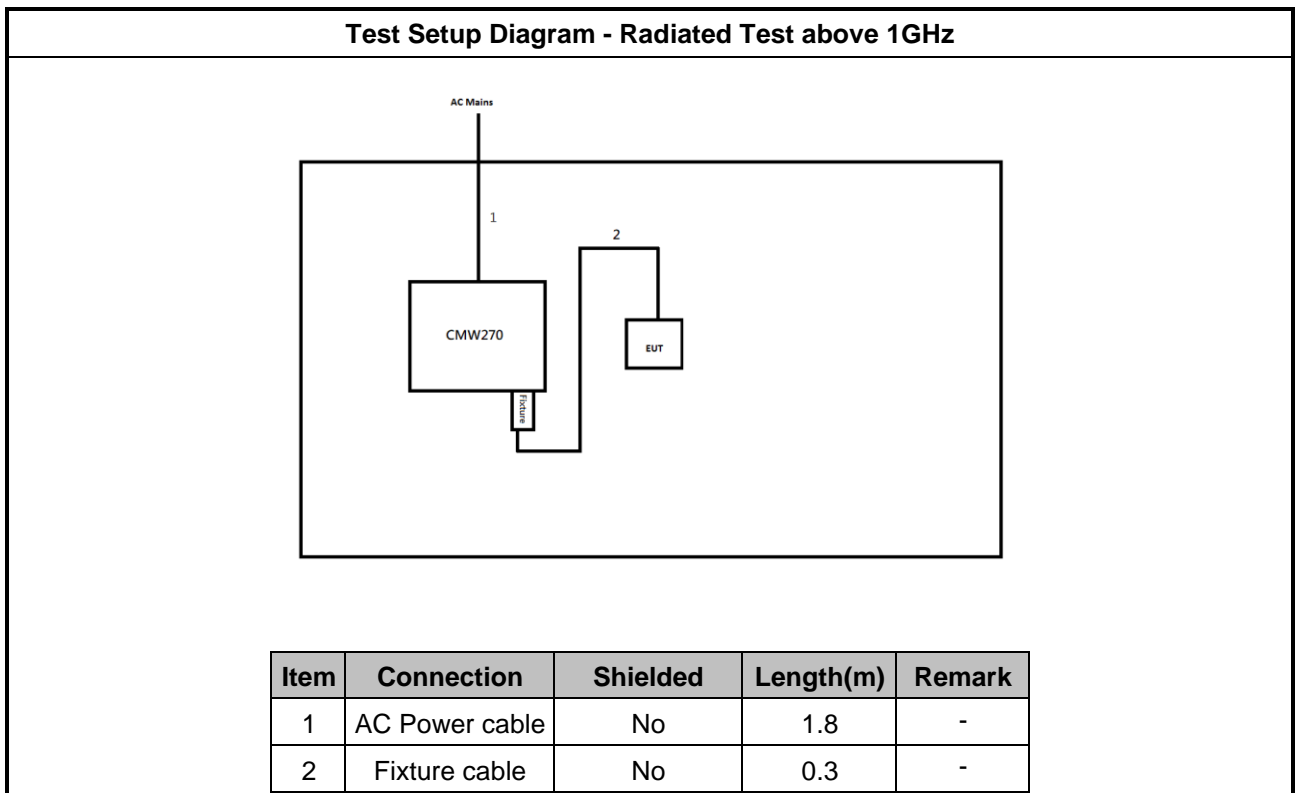 Test Setup Diagram - Radiated Test above 1GHz
AC Mains
1
2
CMW270
EUT
Fixture
Item Connection Shielded Length(m) Remark
1 AC Power cable No 1.8 -
2 Fixture cable No 0.3 -